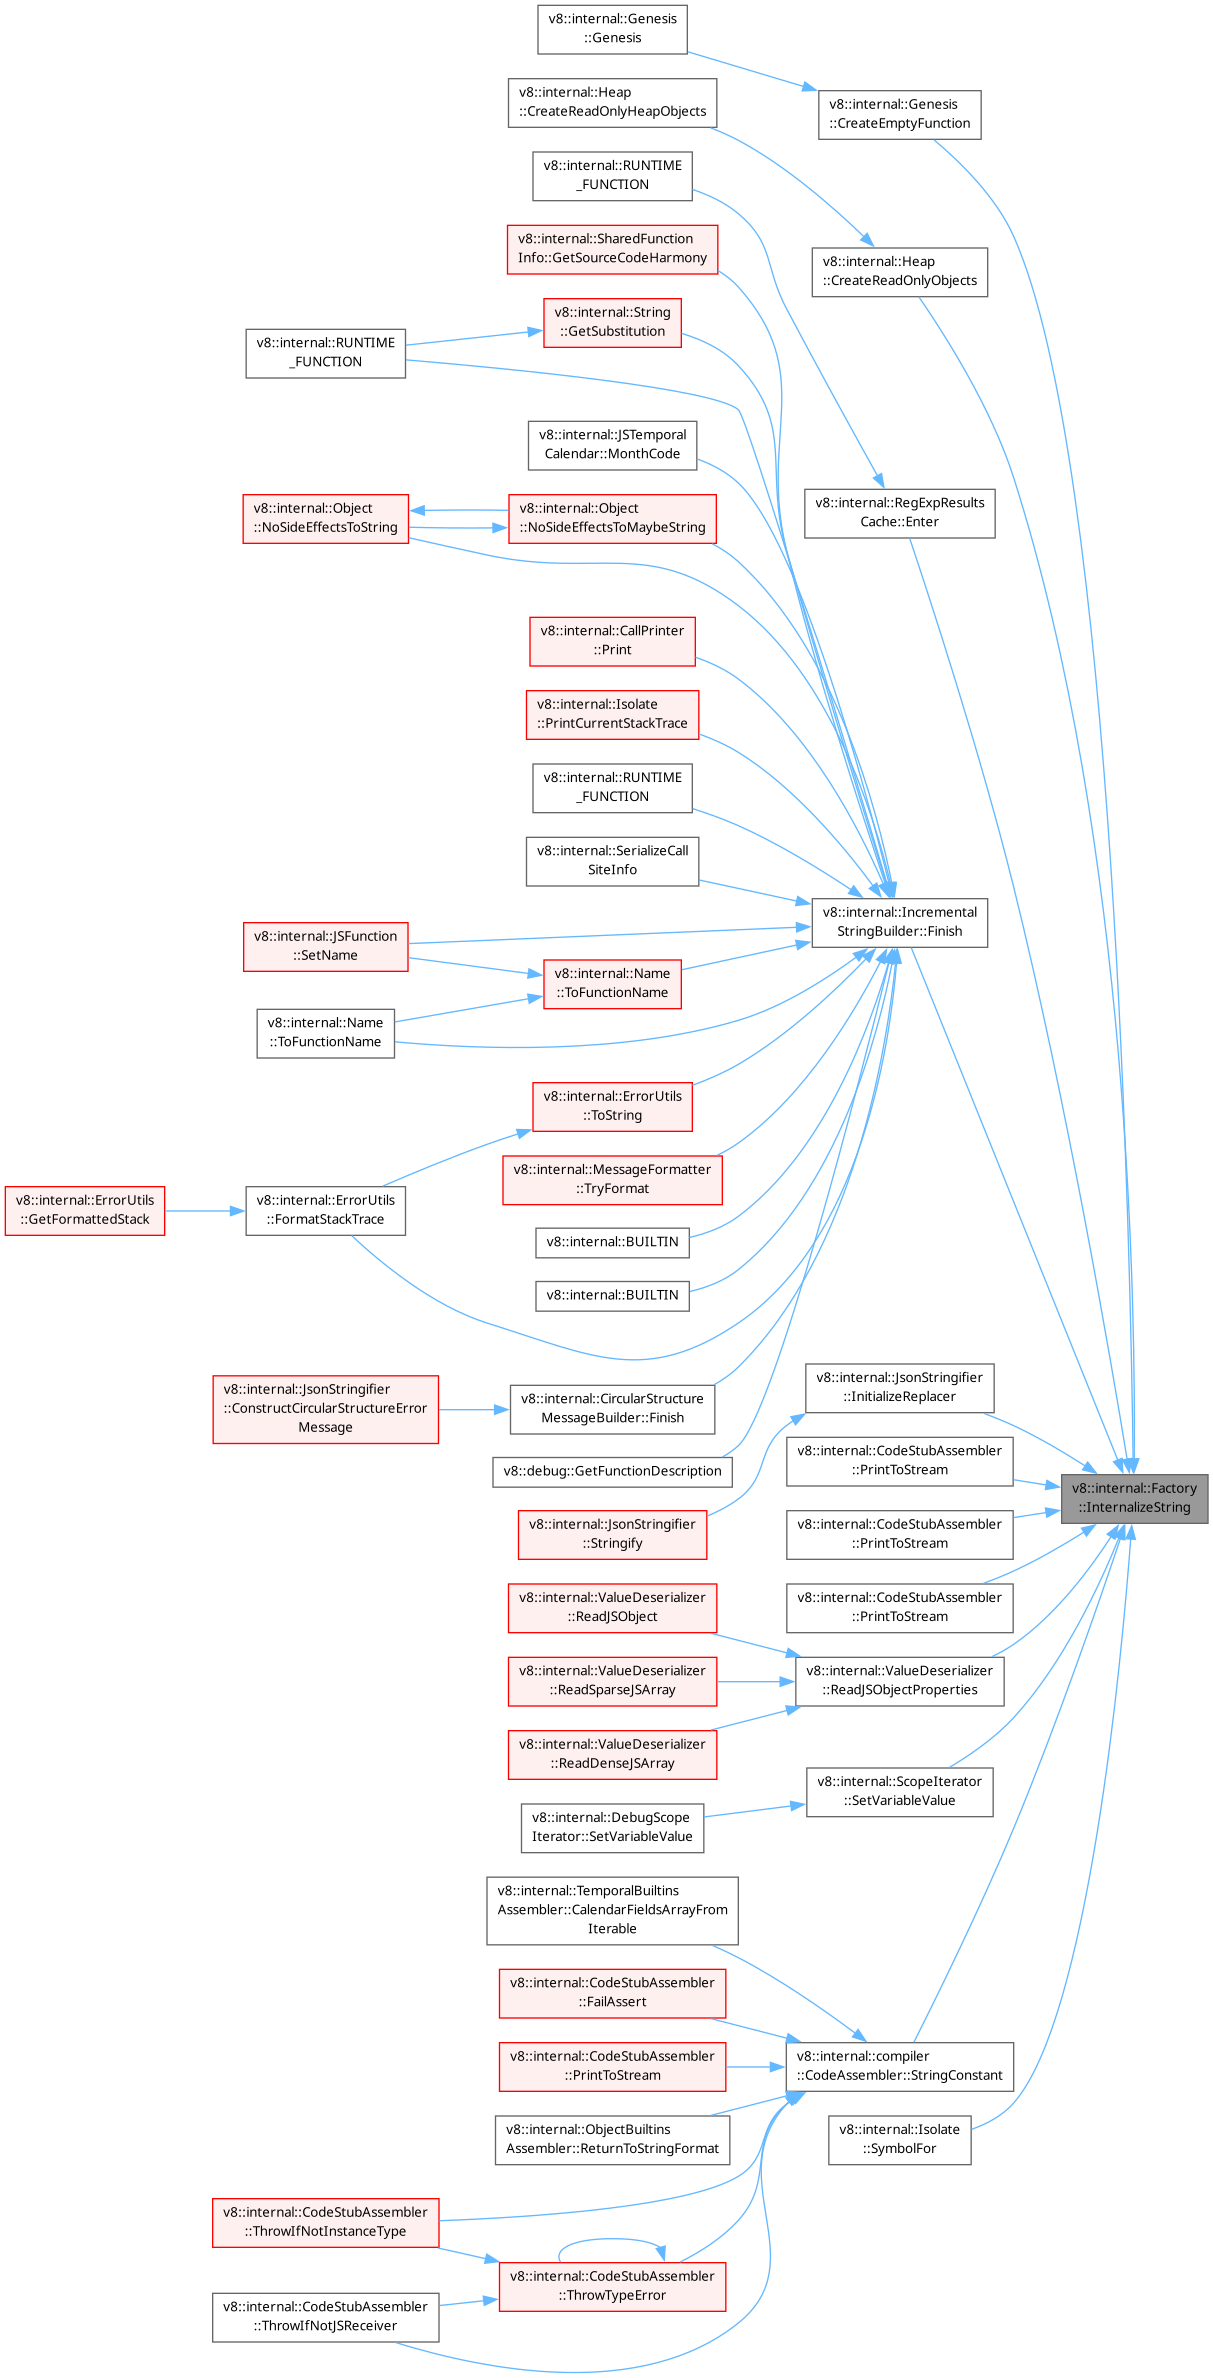 v8::internal::Genesis
::Genesis
v8::internal::Heap
::CreateReadOnlyHeapObjects
v8::internal::Genesis
::CreateEmptyFunction
v8::internal::RUNTIME
_FUNCTION
v8::internal::SharedFunction
Info::GetSourceCodeHarmony
v8::internal::Heap
::CreateReadOnlyObjects
v8::internal::String
::GetSubstitution
v8::internal::RUNTIME
_FUNCTION
v8::internal::JSTemporal
Calendar::MonthCode
v8::internal::Object
::NoSideEffectsToString
v8::internal::Object
::NoSideEffectsToMaybeString
v8::internal::RegExpResults
Cache::Enter
v8::internal::CallPrinter
::Print
v8::internal::Isolate
::PrintCurrentStackTrace
v8::internal::RUNTIME
_FUNCTION
v8::internal::SerializeCall
SiteInfo
v8::internal::Incremental
StringBuilder::Finish
v8::internal::JSFunction
::SetName
v8::internal::Name
::ToFunctionName
v8::internal::Name
::ToFunctionName
v8::internal::ErrorUtils
::ToString
v8::internal::MessageFormatter
::TryFormat
v8::internal::ErrorUtils
::GetFormattedStack
v8::internal::ErrorUtils
::FormatStackTrace
v8::internal::BUILTIN
v8::internal::BUILTIN
v8::internal::JsonStringifier
::ConstructCircularStructureError
Message
v8::internal::CircularStructure
MessageBuilder::Finish
v8::internal::JsonStringifier
::InitializeReplacer
v8::debug::GetFunctionDescription
v8::internal::CodeStubAssembler
::PrintToStream
v8::internal::Factory
::InternalizeString
v8::internal::JsonStringifier
::Stringify
v8::internal::CodeStubAssembler
::PrintToStream
v8::internal::ValueDeserializer
::ReadJSObject
v8::internal::CodeStubAssembler
::PrintToStream
v8::internal::ValueDeserializer
::ReadSparseJSArray
v8::internal::ValueDeserializer
::ReadJSObjectProperties
v8::internal::ValueDeserializer
::ReadDenseJSArray
v8::internal::ScopeIterator
::SetVariableValue
v8::internal::DebugScope
Iterator::SetVariableValue
v8::internal::TemporalBuiltins
Assembler::CalendarFieldsArrayFrom
Iterable
v8::internal::CodeStubAssembler
::FailAssert
v8::internal::CodeStubAssembler
::PrintToStream
v8::internal::compiler
::CodeAssembler::StringConstant
v8::internal::ObjectBuiltins
Assembler::ReturnToStringFormat
v8::internal::Isolate
::SymbolFor
v8::internal::CodeStubAssembler
::ThrowIfNotInstanceType
v8::internal::CodeStubAssembler
::ThrowTypeError
v8::internal::CodeStubAssembler
::ThrowIfNotJSReceiver